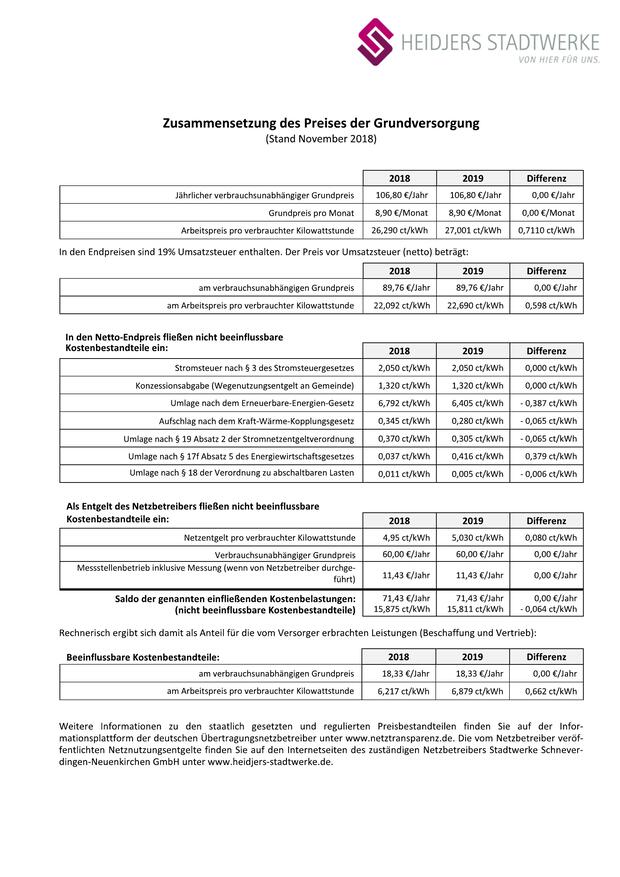 HEIDJERS STADTWERKE
VON HIER FÜR UNS.
Zusammensetzung des Preises der Grundversorgung
(Stand November 2018)
2018 2019 Differenz
Jährlicher verbrauchsunabhängiger Grundpreis 106,80 €/Jahr 106,80 €/Jahr 0,00 €/Jahr
Grundpreis pro Monat 8,90 €/Monat 8,90 €/Monat 0,00 €/Monat
Arbeitspreis pro verbrauchter Kilowattstunde 26,290 ct/kWh 27,001 ct/kWh 0,7110 ct/kWh
In den Endpreisen sind 19% Umsatzsteuer enthalten. Der Preis vor Umsatzsteuer (netto) beträgt:
2018 2019 Differenz
am verbrauchsunabhängigen Grundpreis 89,76 €/Jahr 89,76 €/Jahr 0,00 €/Jahr
am Arbeitspreis pro verbrauchter Kilowattstunde 22,092 ct/kWh 22,690 ct/kWh 0,598 ct/kWh
In den Netto-Endpreis fließen nicht beeinflussbare
Kostenbestandteile ein: 2018 2019 Differenz
Stromsteuer nach § 3 des Stromsteuergesetzes 2,050 ct/kWh 2,050 ct/kWh 0,000 ct/kWh
Konzessionsabgabe (Wegenutzungsentgelt an Gemeinde) 1,320 ct/kWh 1,320 ct/kWh 0,000 ct/kWh
Umlage nach dem Erneuerbare-Energien-Gesetz 6,792 ct/kWh 6,405 ct/kWh - 0,387 ct/kWh
Aufschlag nach dem Kraft-Wärme-Kopplungsgesetz 0,345 ct/kWh 0,280 ct/kWh - 0,065 ct/kWh
Umlage nach § 19 Absatz 2 der Stromnetzentgeltverordnung 0,370 ct/kWh 0,305 ct/kWh - 0,065 ct/kWh
Umlage nach § 17f Absatz 5 des Energiewirtschaftsgesetzes 0,037 ct/kWh 0,416 ct/kWh 0,379 ct/kWh
Umlage nach § 18 der Verordnung zu abschaltbaren Lasten 0,011 ct/kWh 0,005 ct/kWh - 0,006 ct/kWh
Als Entgelt des Netzbetreibers fließen nicht beeinflussbare
Kostenbestandteile ein: 2018 2019 Differenz
Netzentgelt pro verbrauchter Kilowattstunde 4,95 ct/kWh 5,030 ct/kWh 0,080 ct/kWh
Verbrauchsunabhängiger Grundpreis 60,00 €/Jahr 60,00 €/Jahr 0,00 €/Jahr
Messstellenbetrieb inklusive Messung (wenn von Netzbetreiber durchge-
führt) 11,43 €/Jahr 11,43 €/Jahr 0,00 €/Jahr
Saldo der genannten einfließenden Kostenbelastungen: 71,43 €/Jahr 71,43 €/Jahr 0,00 €/Jahr
(nicht beeinflussbare Kostenbestandteile) 15,875 ct/kWh 15,811 ct/kWh - 0,064 ct/kWh
Rechnerisch ergibt sich damit als Anteil für die vom Versorger erbrachten Leistungen (Beschaffung und Vertrieb):
Beeinflussbare Kostenbestandteile: 2018 2019 Differenz
am verbrauchsunabhängigen Grundpreis 18,33 €/Jahr 18,33 €/Jahr 0,00 €/Jahr
am Arbeitspreis pro verbrauchter Kilowattstunde 6,217 ct/kWh 6,879 ct/kWh 0,662 ct/kWh
Weitere Informationen zu den staatlich gesetzten und regulierten Preisbestandteilen finden Sie auf der Infor-
mationsplattform der deutschen Übertragungsnetzbetreiber unter www.netztransparenz.de. Die vom Netzbetreiber veröf-
fentlichten Netznutzungsentgelte finden Sie auf den Internetseiten des zuständigen Netzbetreibers Stadtwerke Schnever-
dingen-Neuenkirchen GmbH unter www.heidjers-stadtwerke.de.